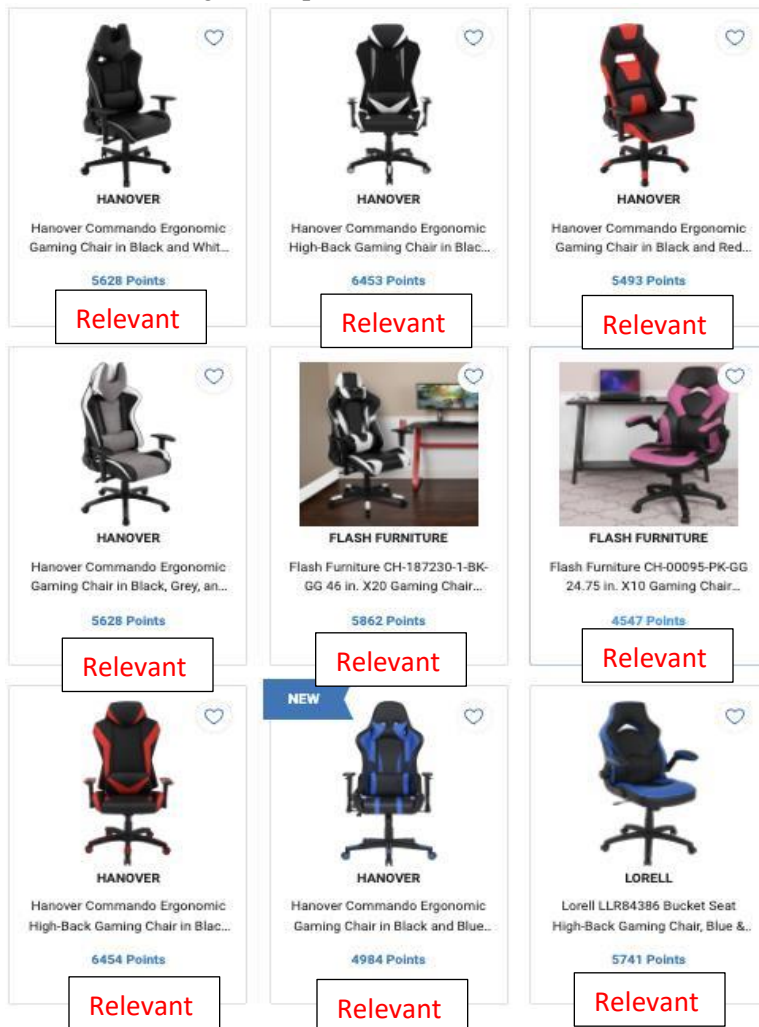 HANOVER
Hanover Commando Ergonomic
Gaming Chair in Black and Whit...
5628 Points
Relevant
HANOVER
Hanover Commando Ergonomic
High-Back Gaming Chair in Blac...
6453 Points
Relevant
HANOVER
Hanover Commando Ergonomic
Gaming Chair in Black and Red...
5493 Points
Relevant
HANOVER
Hanover Commando Ergonomic
Gaming Chair in Black, Grey, an...
5628 Points
Relevant
FLASH FURNITURE
Flash Furniture CH-187230-1-BK-
GG 46 in. X20 Gaming Chair...
5862 Points
Relevant
FLASH FURNITURE
Flash Furniture CH-00095-PK-GG
24.75 in. X10 Gaming Chair...
4547 Points
Relevant
HANOVER
Hanover Commando Ergonomic
High-Back Gaming Chair in Blac...
6454 Points
Relevant
NEW
HANOVER
Hanover Commando Ergonomic
Gaming Chair in Black and Blue..
4984 Points
Relevant
LORELL
Lorell LLR84386 Bucket Seat
High-Back Gaming Chair, Blue &..
5741 Points
Relevant